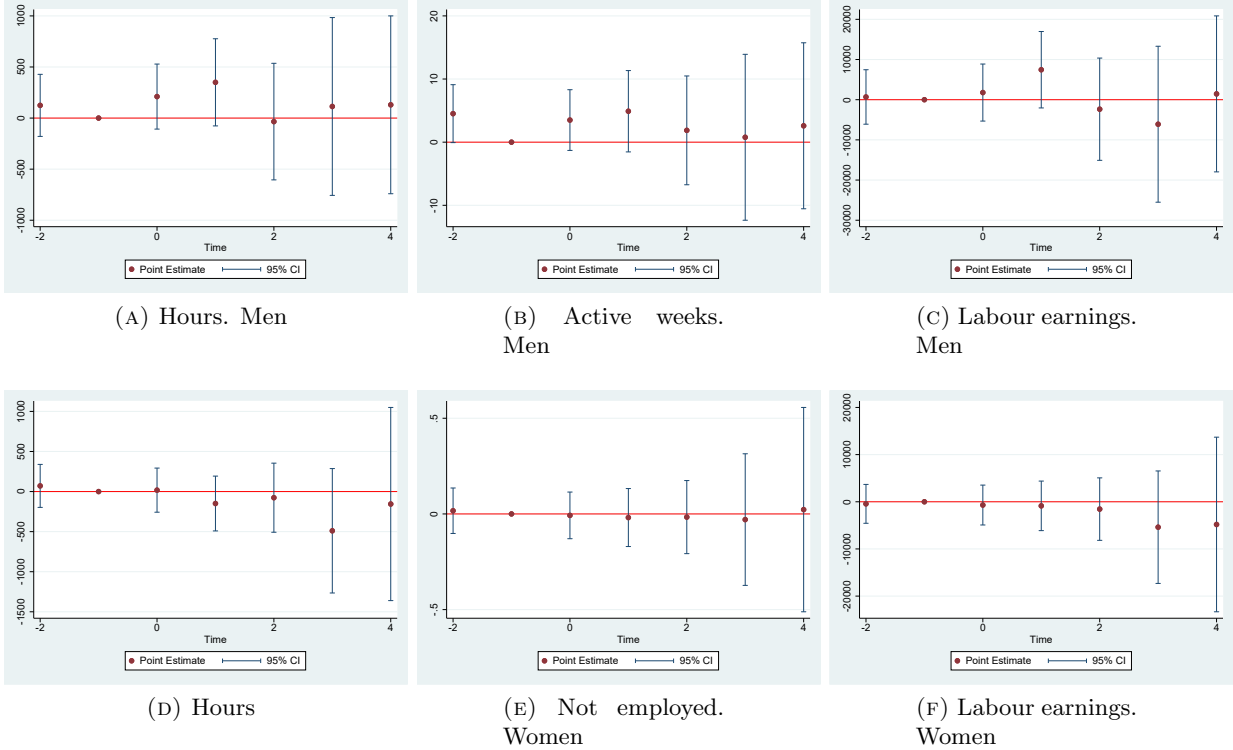 1000
500
0
-500
-1000
-2 0 2 4
Time
Point Estimate 95% CI
(A) Hours. Men
20
10
0
-10
-2 0 2 4
Time
Point Estimate 95% CI
(B) Active weeks.
Men
20000
10000
0
-10000
-20000
-30000
-2 0 2 4
Time
Point Estimate 95% CI
(C) Labour earnings.
Men
1000
500
0
-500
-1000
-1500
-2 0 2 4
Time
Point Estimate 95% CI
(D) Hours
.5
0
-.5
-2 0 2 4
Time
Point Estimate 95% CI
(E) Not employed.
Women
20000
10000
0
-10000
-20000
-2 0 2 4
Time
Point Estimate 95% CI
(F) Labour earnings.
Women